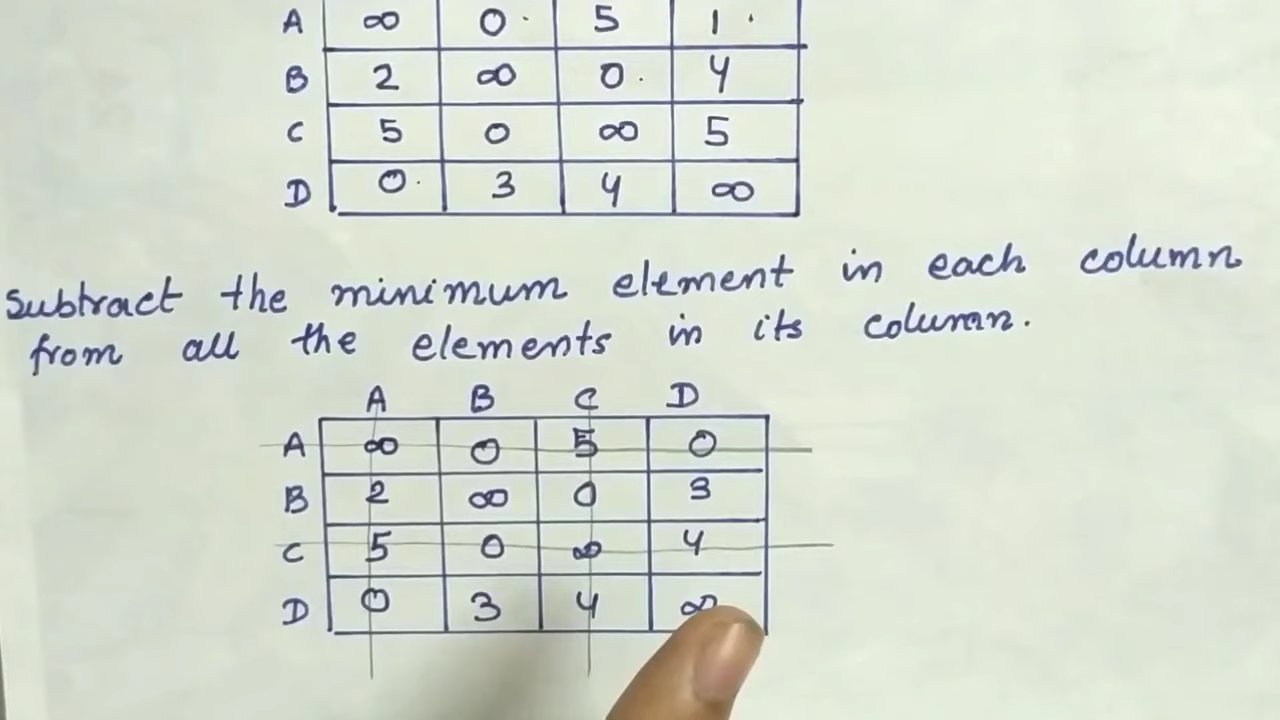 A ∞ 0 5 1
B 2 ∞ 0 4
C 5 0 ∞ 5
D 0 3 4 ∞
Subtract the minimum element in each column
from all the elements in its column.
A B C D
A ∞ 0 5 0
B 2 ∞ 0 3
C 5 0 ∞ 4
D 0 3 4 ∞